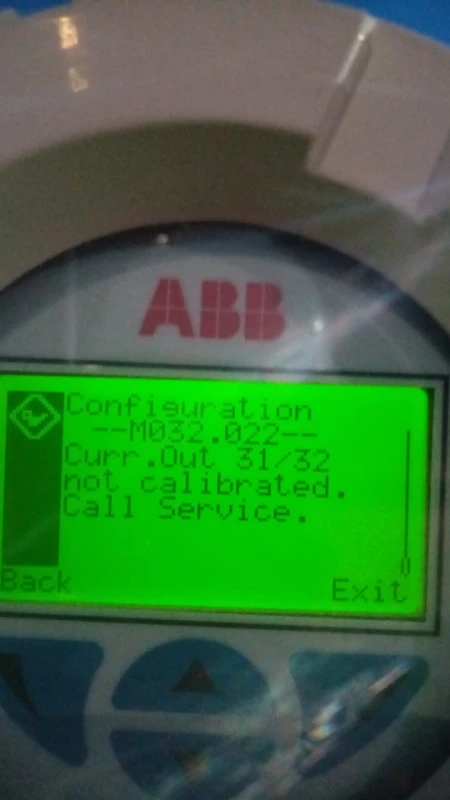 ABB
Configuration
--M032.022--
Curr.Out 31/32
not calibrated.
Call Service.
Back
Exit